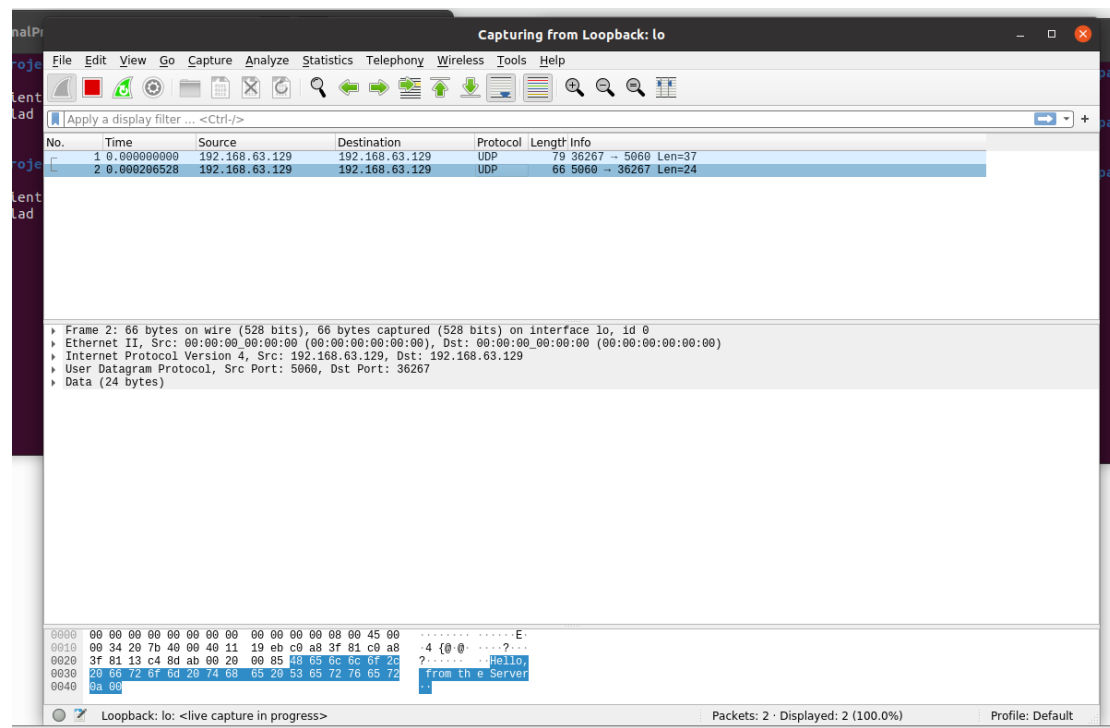 nalPr
Capturing from Loopback: lo
roje
File Edit View Go Capture Analyze Statistics Telephony Wireless Tools Help
ient
lad
Apply a display filter ... <Ctrl-/>
+
No. Time Source Destination Protocol Length Info
1 0.000000000 192.168.63.129 192.168.63.129 UDP 79 36267 → 5060 Len=37
roje
2 0.000206528 192.168.63.129 192.168.63.129 UDP 66 5060 → 36267 Len=24
ient
lad
Frame 2: 66 bytes on wire (528 bits), 66 bytes captured (528 bits) on interface lo, id 0
Ethernet II, Src: 00:00:00_00:00:00 (00:00:00:00:00:00), Dst: 00:00:00_00:00:00 (00:00:00:00:00:00)
Internet Protocol Version 4, Src: 192.168.63.129, Dst: 192.168.63.129
User Datagram Protocol, Src Port: 5060, Dst Port: 36267
Data (24 bytes)
0000 00 00 00 00 00 00 00 00 00 00 00 00 08 00 45 00 ········ ······E·
0010 00 34 20 7b 40 00 40 11 19 eb c0 a8 3f 81 c0 a8 ·4 {@·@· ····?···
0020 3f 81 13 c4 8d ab 00 20 00 85 48 65 6c 6c 6f 2c ?······ ··Hello,
0030 20 66 72 6f 6d 20 74 68 65 20 53 65 72 76 65 72 from th e Server
0040 0a 00 ··
Loopback: lo: <live capture in progress> Packets: 2 · Displayed: 2 (100.0%) Profile: Default